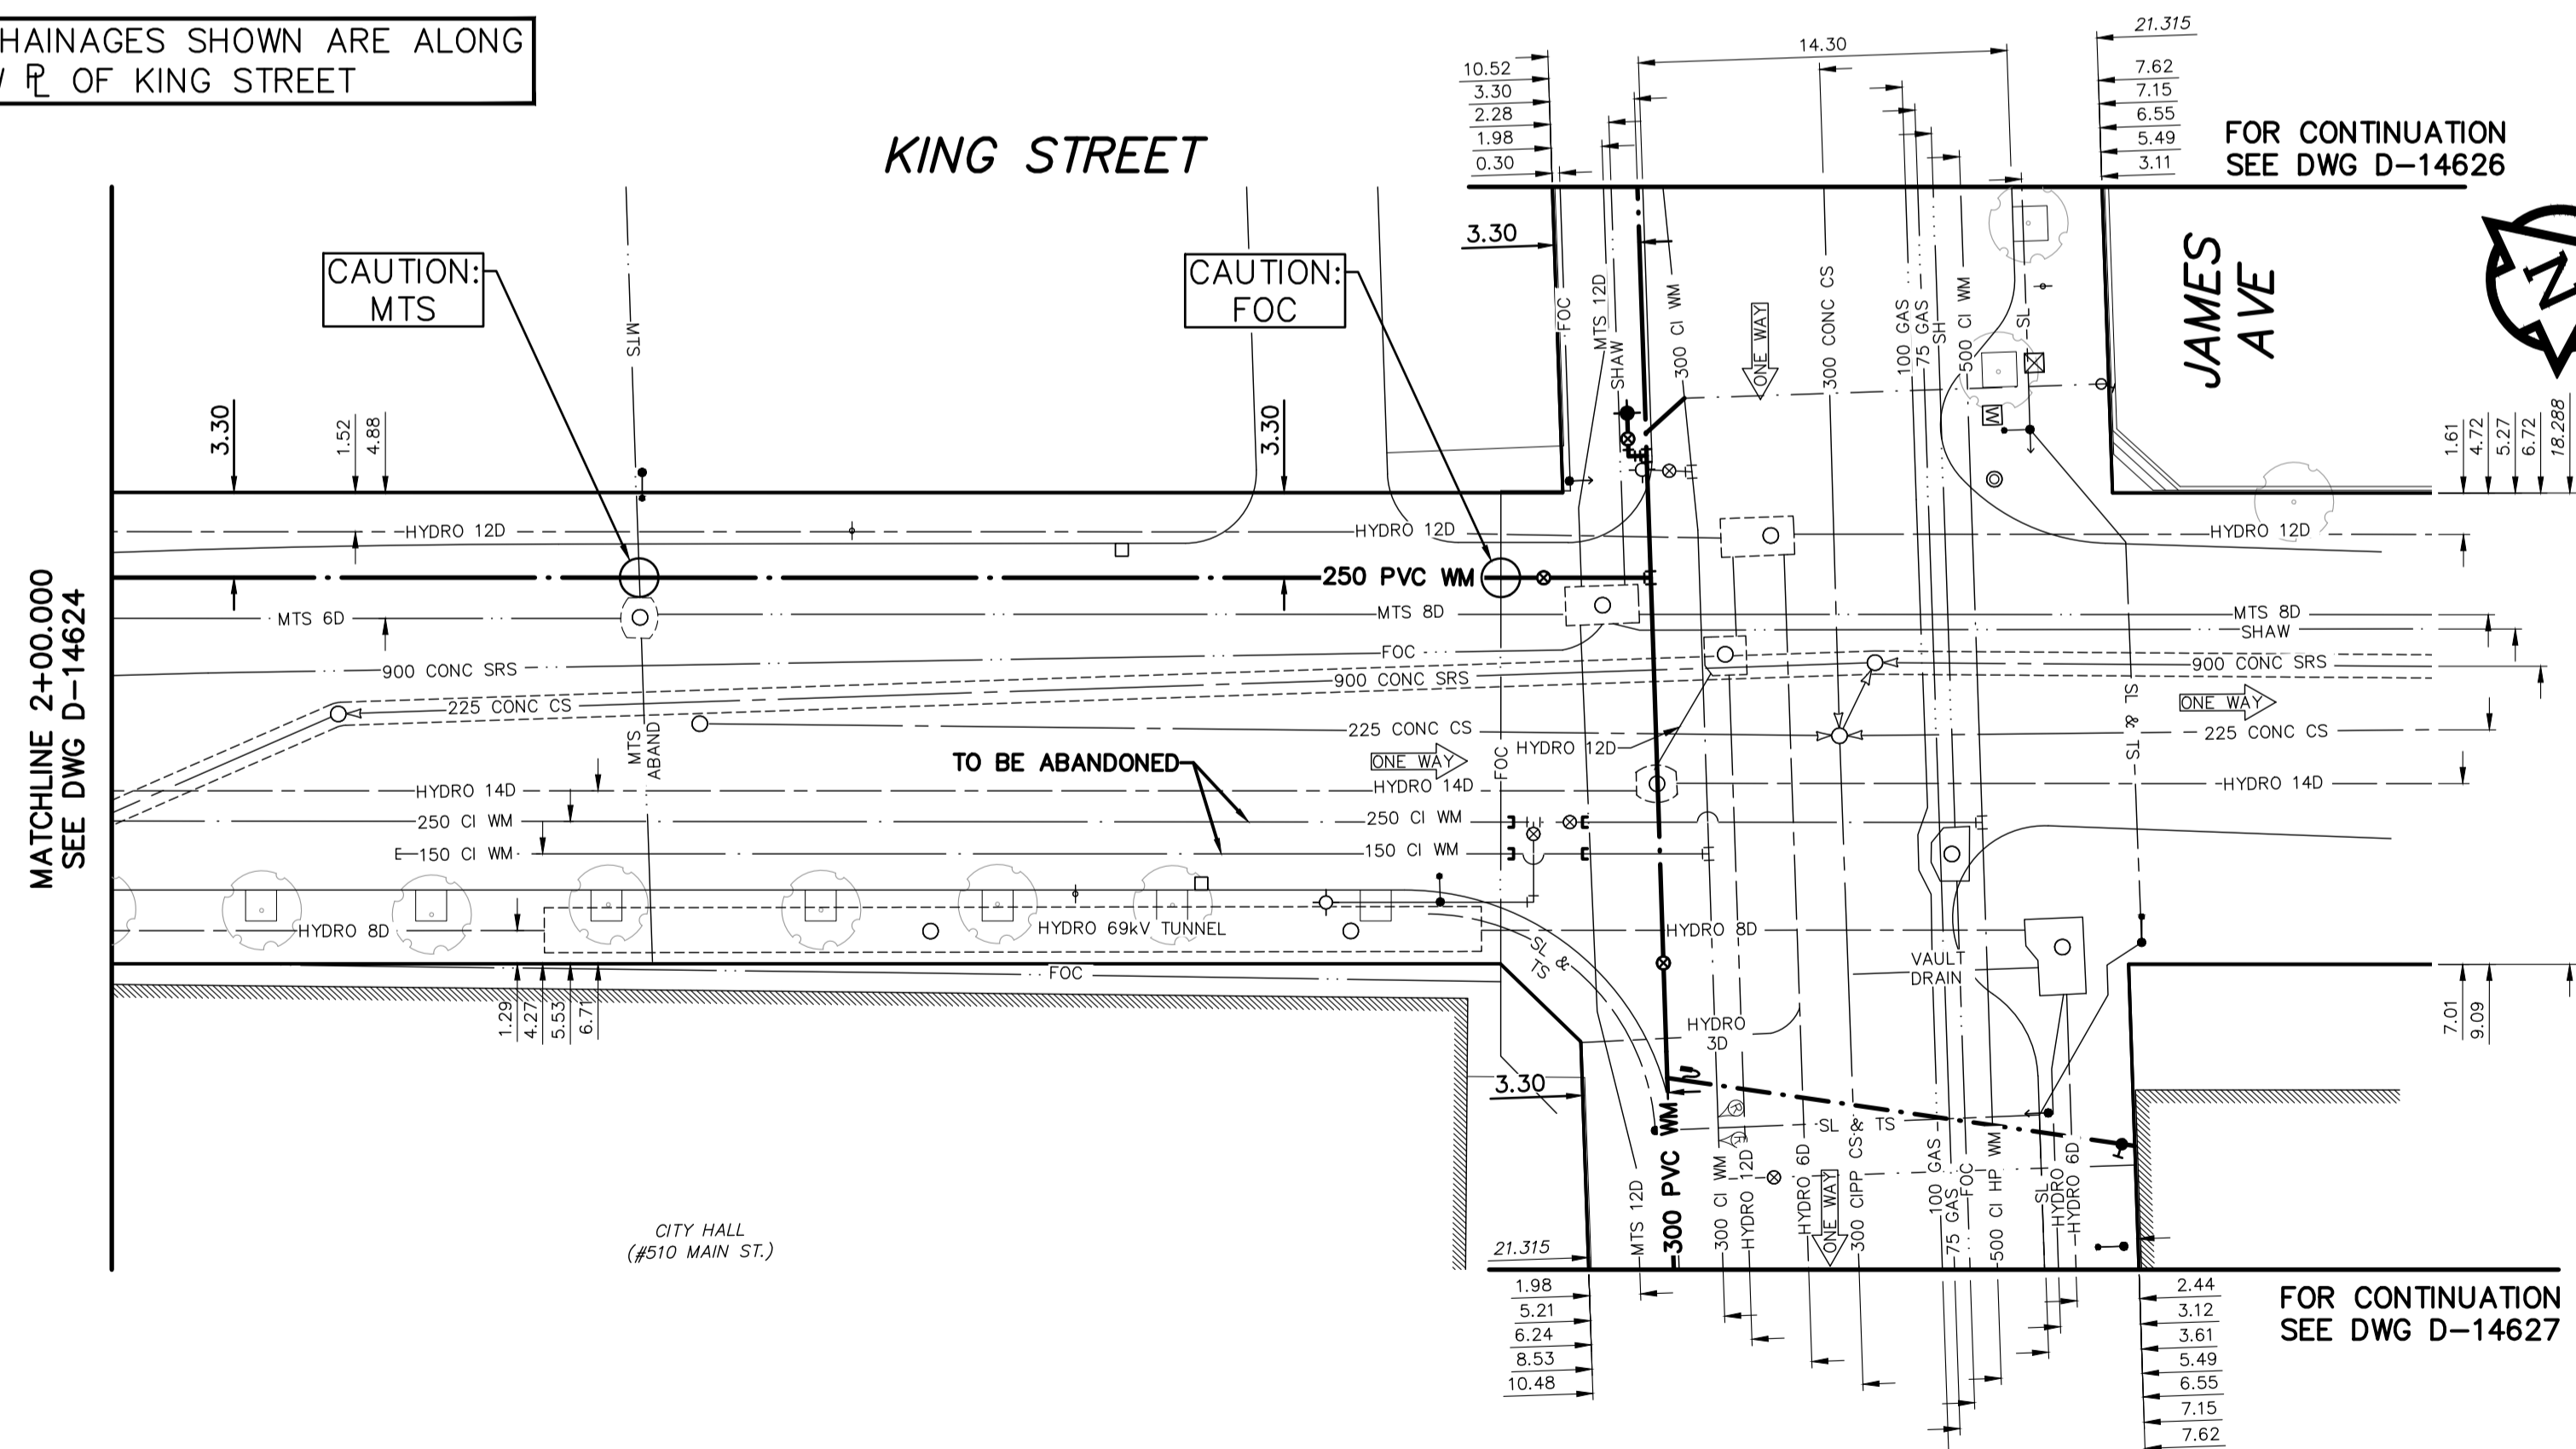 HAINAGES SHOWN ARE ALONG
OF KING STREET
KING STREET
21.315
14.30
10.52
3.30
2.28
1.98
0.30
7.62
7.15
6.55
5.49
3.11
FOR CONTINUATION
SEE DWG D-14626
JAMES
AVE
N
CAUTION:
MTS
CAUTION:
FOC
3.30
MTS
FOC
MTS 12D
SHAW
300 CI WM
ONE WAY
300 CONC CS
100 GAS
75 GAS
SH
500 CI WM
SL
W
3.30
1.52
4.88
3.30
1.61
4.72
5.27
6.72
18.288
HYDRO 12D
HYDRO 12D
HYDRO 12D
250 PVC WM
MTS 6D
MTS 8D
MTS 8D
SHAW
FOC
900 CONC SRS
900 CONC SRS
900 CONC SRS
225 CONC CS
225 CONC CS
225 CONC CS
ONE WAY
SL & TS
MTS
ABAND
MATCHLINE 2+00.000
SEE DWG D-14624
TO BE ABANDONED
ONE WAY
HYDRO 12D
FOC
HYDRO 14D
HYDRO 14D
HYDRO 14D
250 CI WM
250 CI WM
150 CI WM
150 CI WM
HYDRO 8D
HYDRO 69kV TUNNEL
HYDRO 8D
SL &
TS
VAULT
DRAIN
FOC
1.29
4.27
5.53
6.71
7.01
9.09
HYDRO
3D
3.30
R
R
SL & TS
MTS 12D
300 PVC WM
300 CI WM
HYDRO 12D
HYDRO 6D
ONE WAY
300 CIPP CS
100 GAS
75 GAS
FOC
500 CI HP WM
SL
HYDRO
HYDRO 6D
CITY HALL
(#510 MAIN ST.)
21.315
1.98
5.21
6.24
8.53
10.48
2.44
3.12
3.61
5.49
6.55
7.15
7.62
FOR CONTINUATION
SEE DWG D-14627